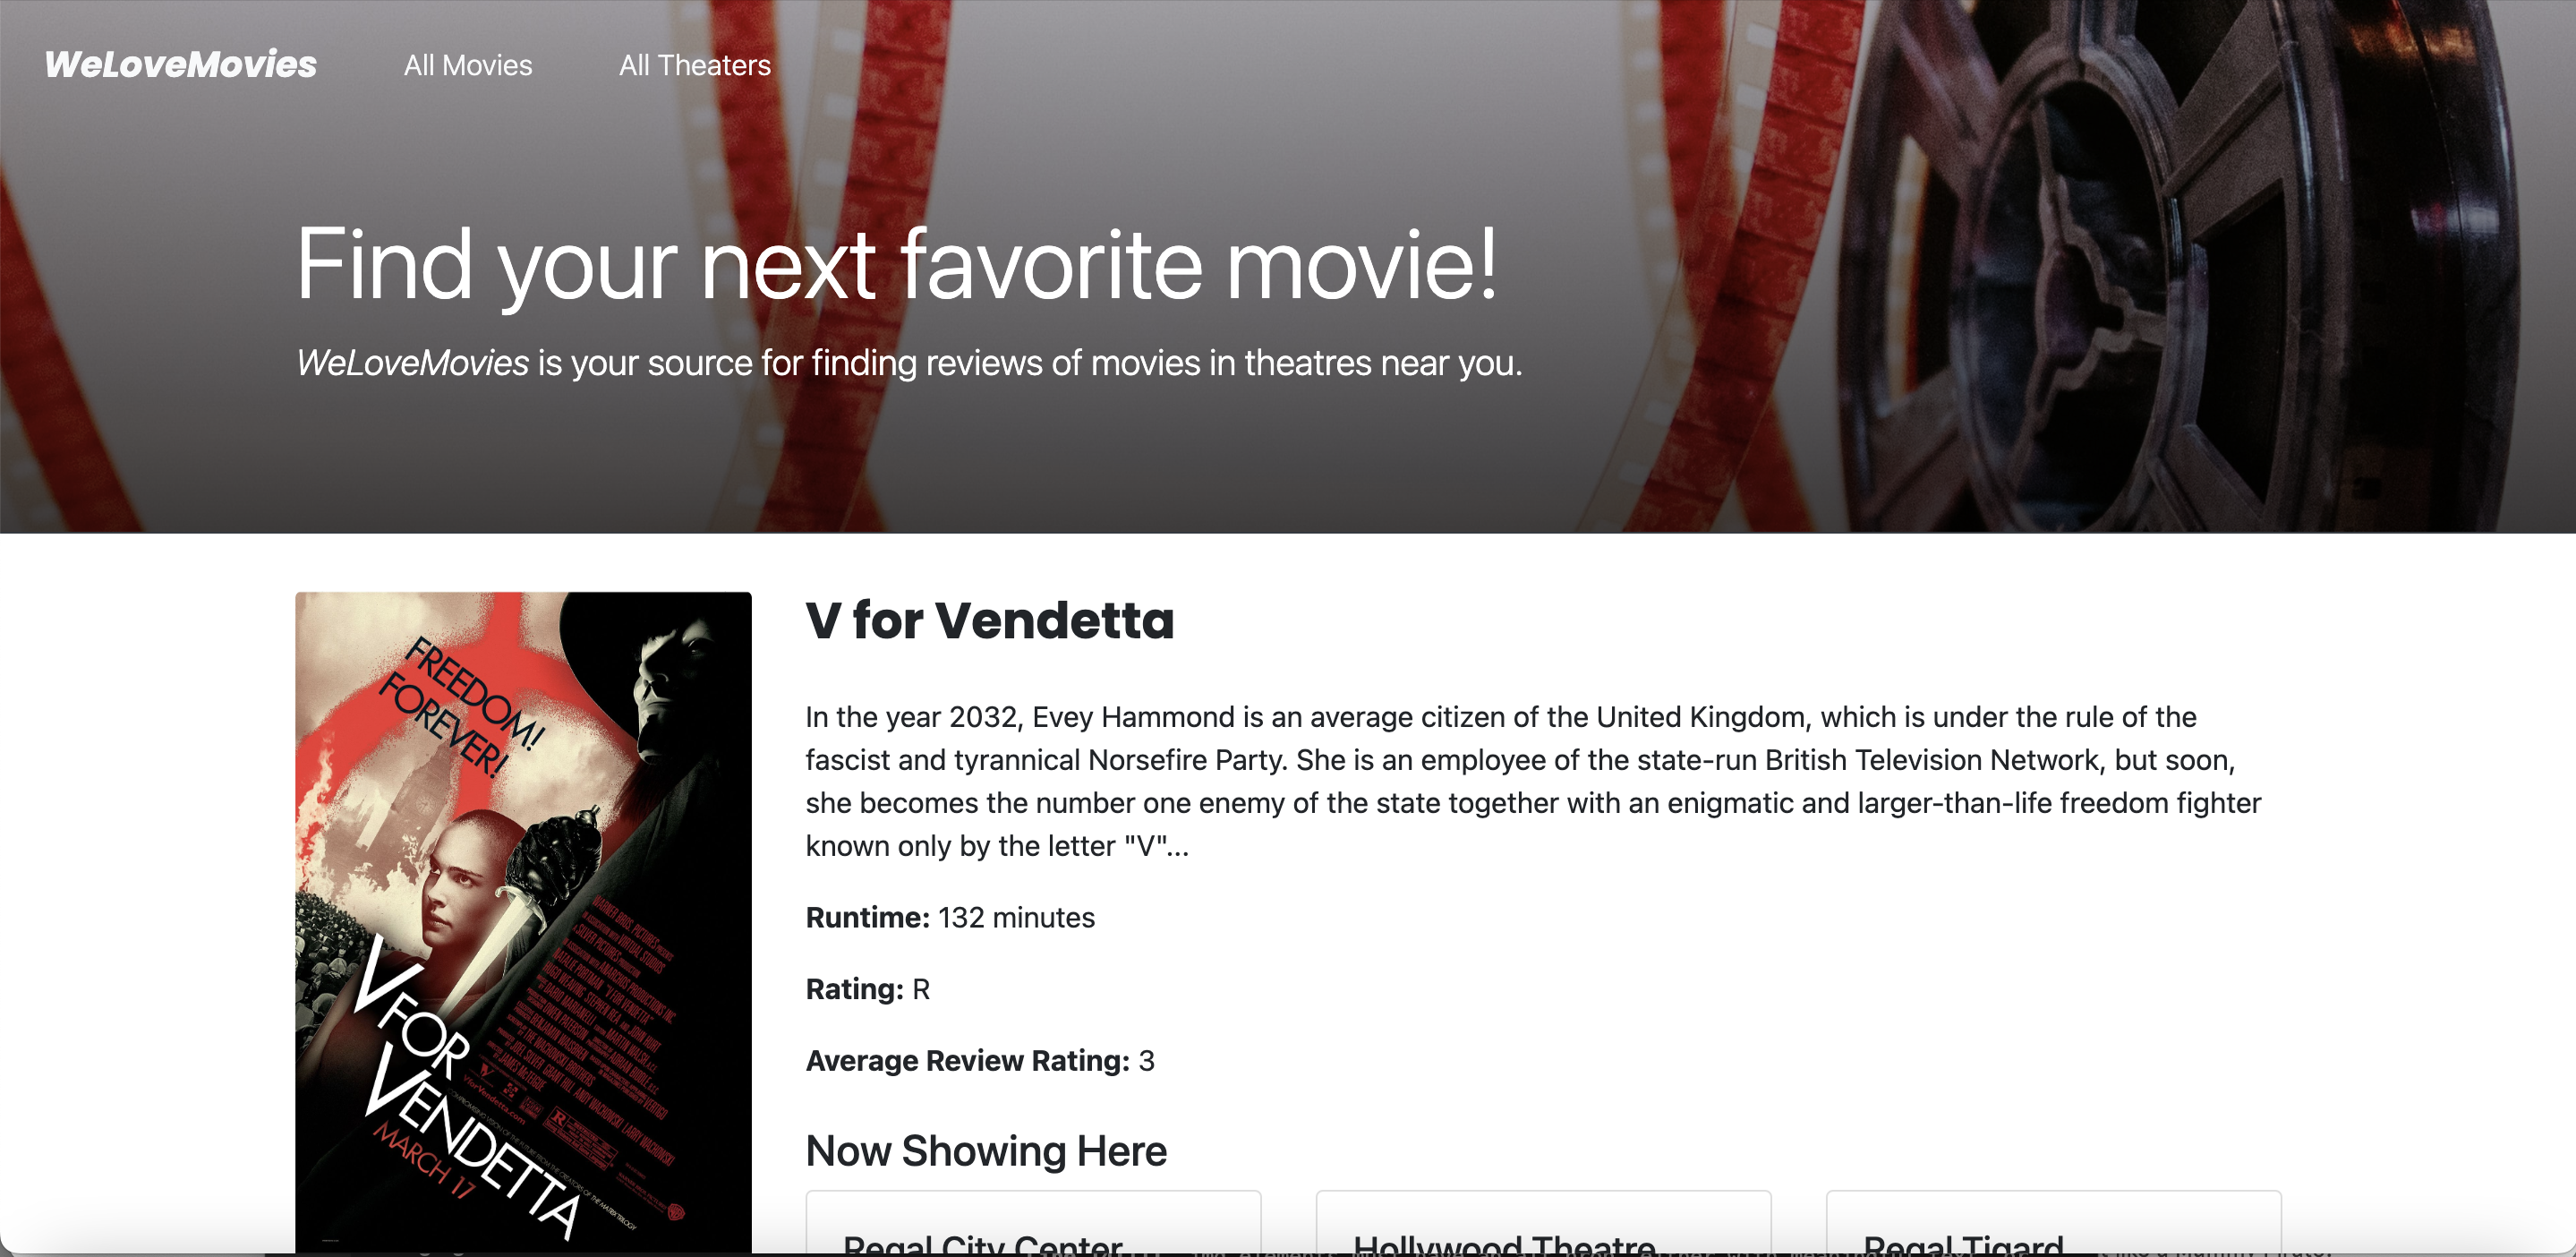 WeLoveMovies All Movies All Theaters
Find your next favorite movie!
WeLoveMovies is your source for finding reviews of movies in theatres near you.
FREEDOM!
FOREVER!
V FOR
VENDETTA
MARCH 17
V for Vendetta
In the year 2032, Evey Hammond is an average citizen of the United Kingdom, which is under the rule of the
fascist and tyrannical Norsefire Party. She is an employee of the state-run British Television Network, but soon,
she becomes the number one enemy of the state together with an enigmatic and larger-than-life freedom fighter
known only by the letter "V"...
Runtime: 132 minutes
Rating: R
Average Review Rating: 3
Now Showing Here
Regal City Center Hollywood Theatre Regal Tigard